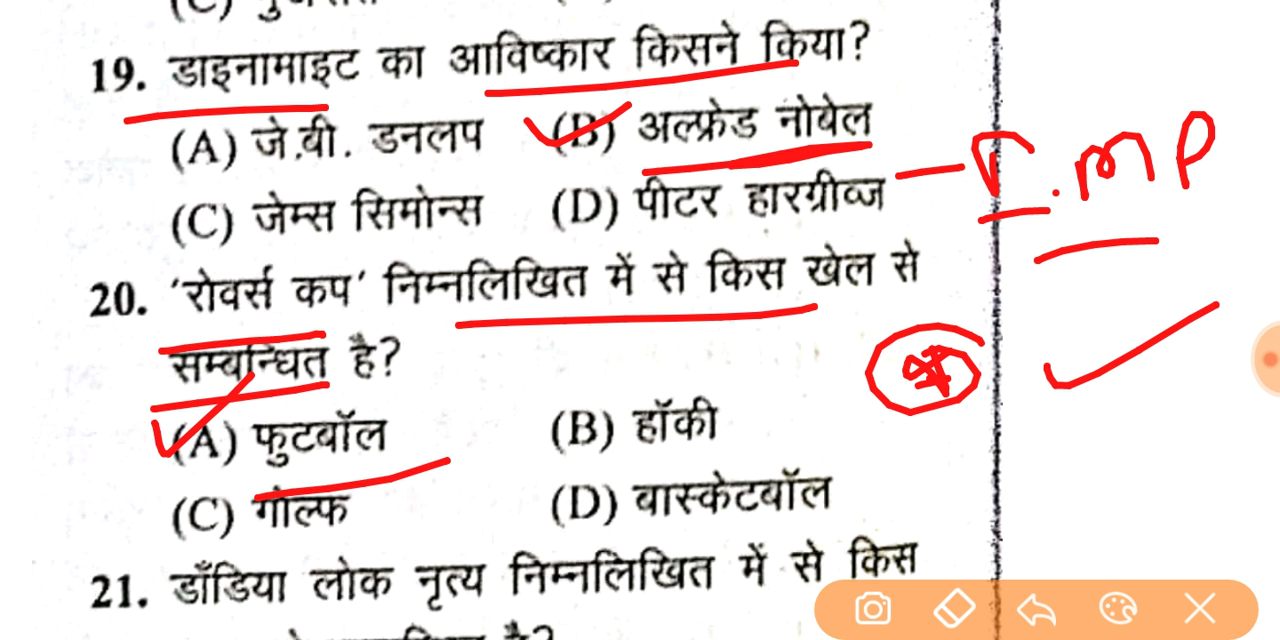 19. डाइनामाइट का आविष्कार किसने किया?
(A) जे.बी. डनलप (B) अल्फ्रेड नोबेल
(C) जेम्स सिमोन्स (D) पीटर हारग्रीव्ज
I.MP
20. ‘रोवर्स कप’ निम्नलिखित में से किस खेल से
सम्बन्धित है?
(A) फुटबॉल (B) हॉकी
(C) गोल्फ (D) बास्केटबॉल
21. डाँडिया लोक नृत्य निम्नलिखित में से किस